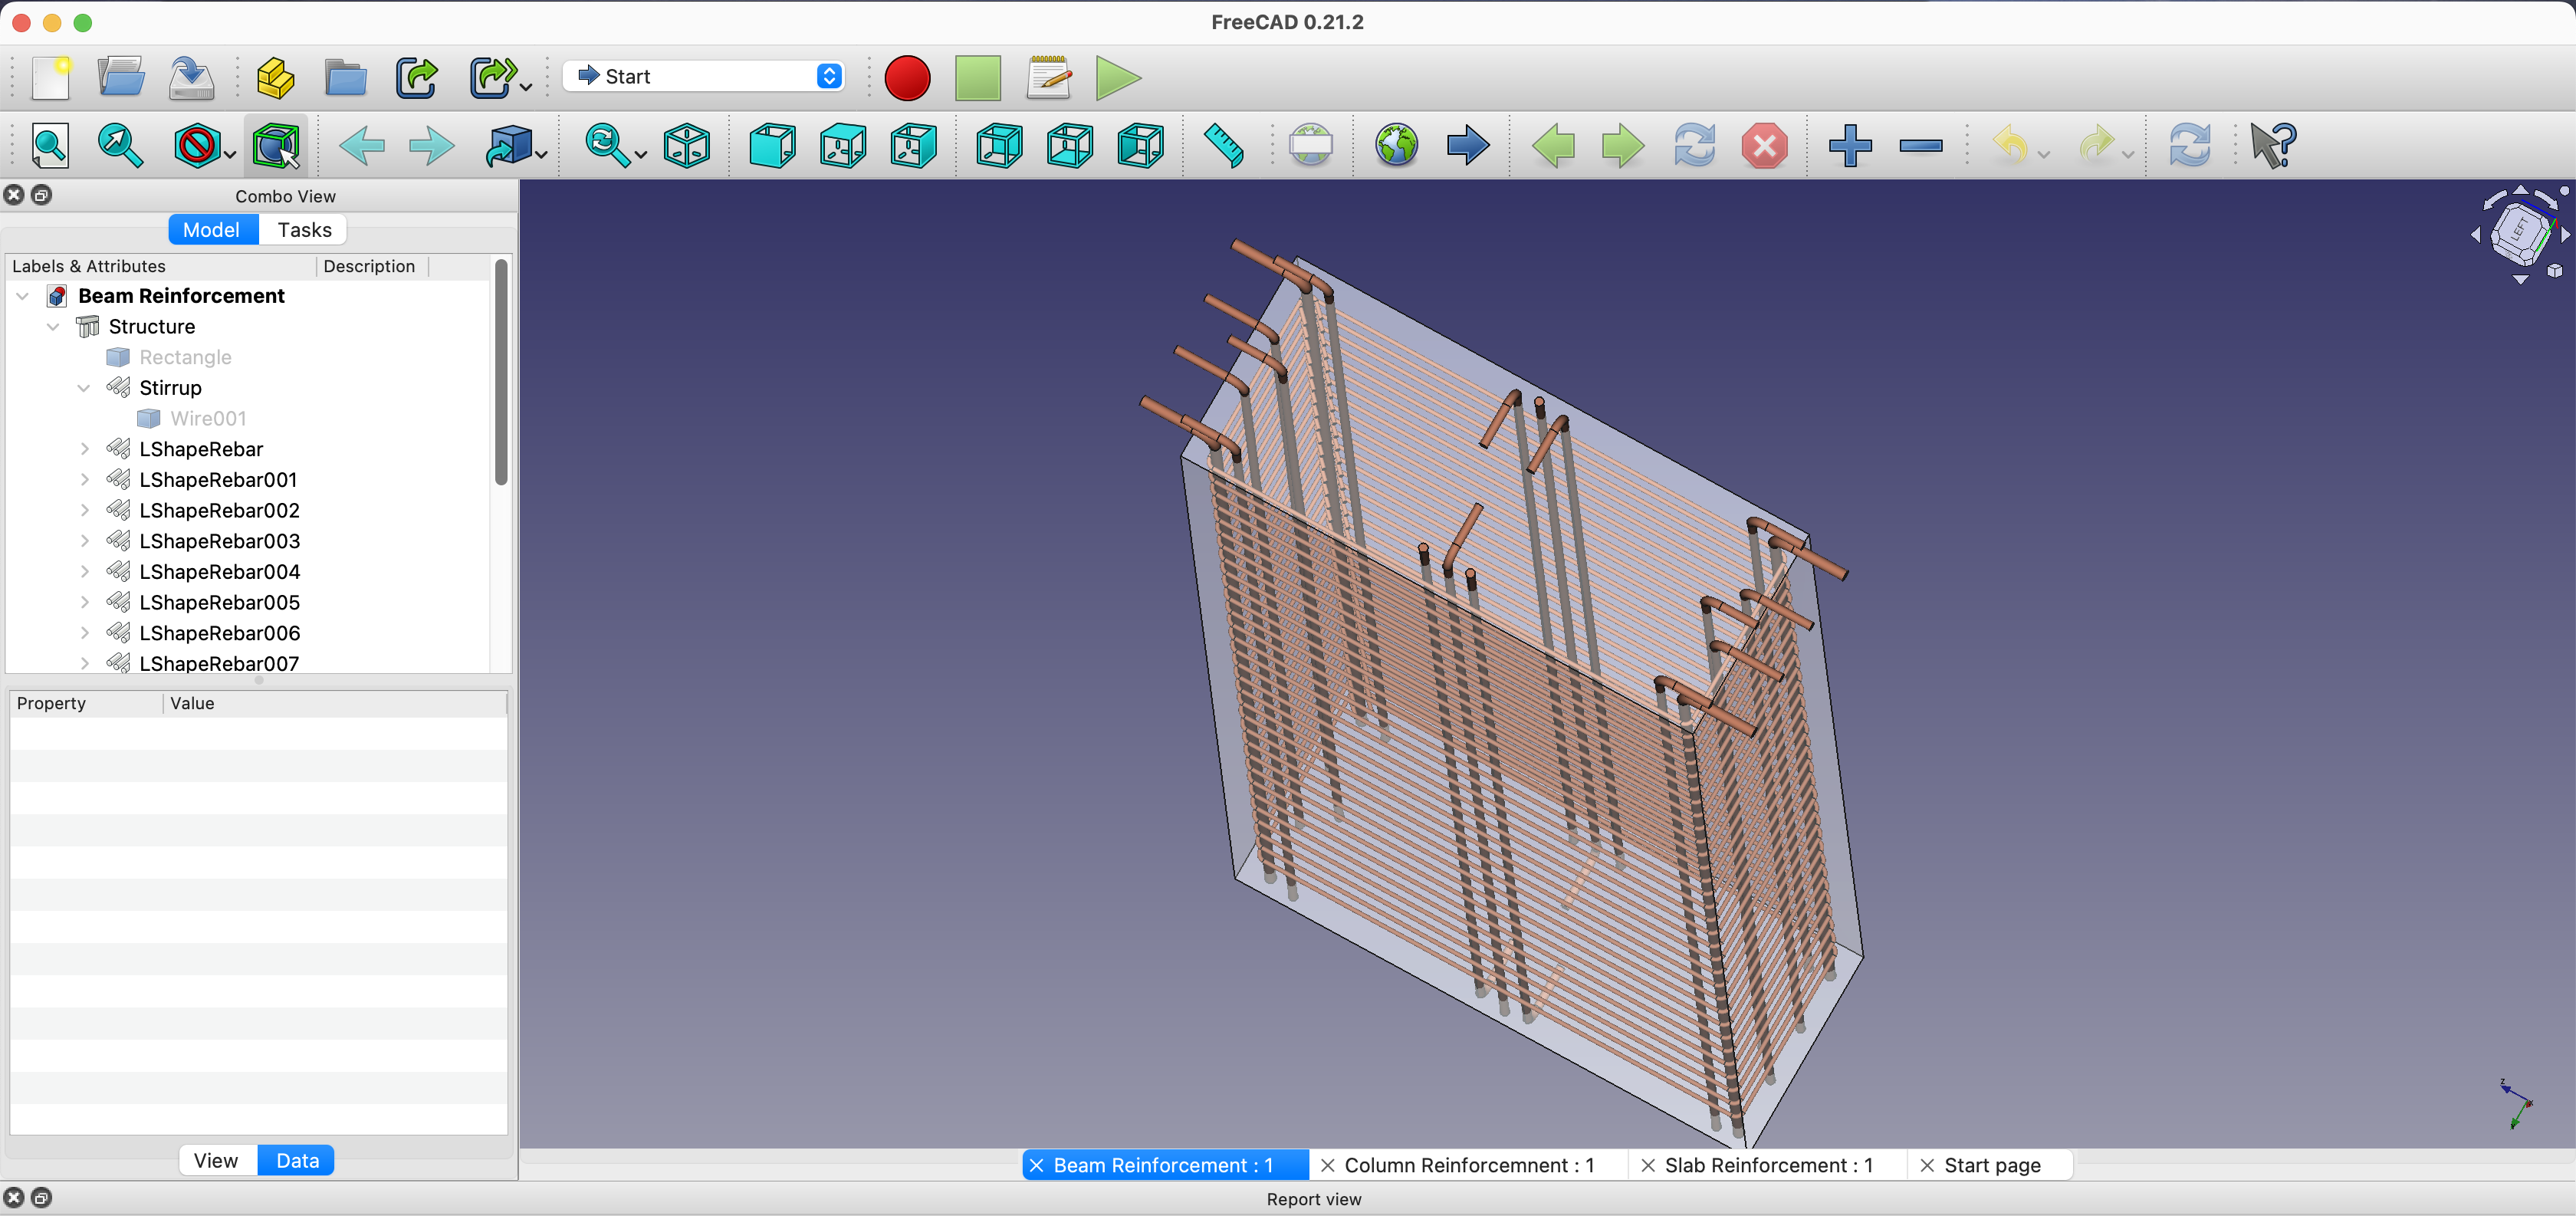 FreeCAD 0.21.2
Start
Combo View
Model Tasks
Labels & Attributes Description
Beam Reinforcement
Structure
Rectangle
Stirrup
Wire001
LShapeRebar
LShapeRebar001
LShapeRebar002
LShapeRebar003
LShapeRebar004
LShapeRebar005
LShapeRebar006
LShapeRebar007
Property Value
View Data
LEFT
Z
Beam Reinforcement : 1 Column Reinforcemnent : 1 Slab Reinforcement : 1 Start page
Report view